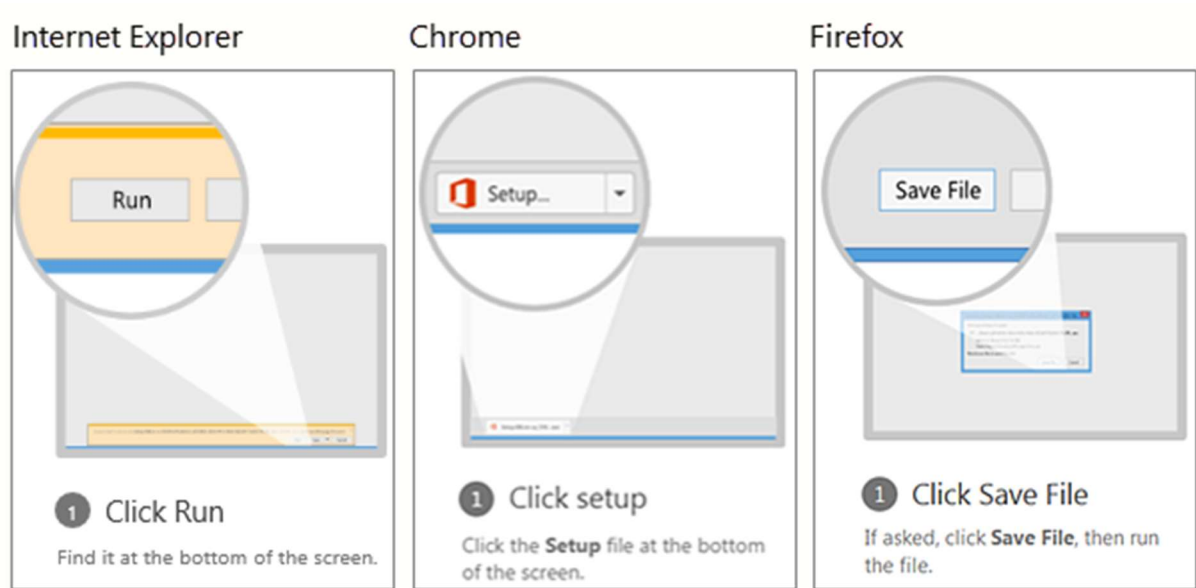 Internet Explorer
Chrome
Firefox
Run
Setup...
Save File
1 Click Run
Find it at the bottom of the screen.
1 Click setup
Click the Setup file at the bottom
of the screen.
1 Click Save File
If asked, click Save File, then run
the file.